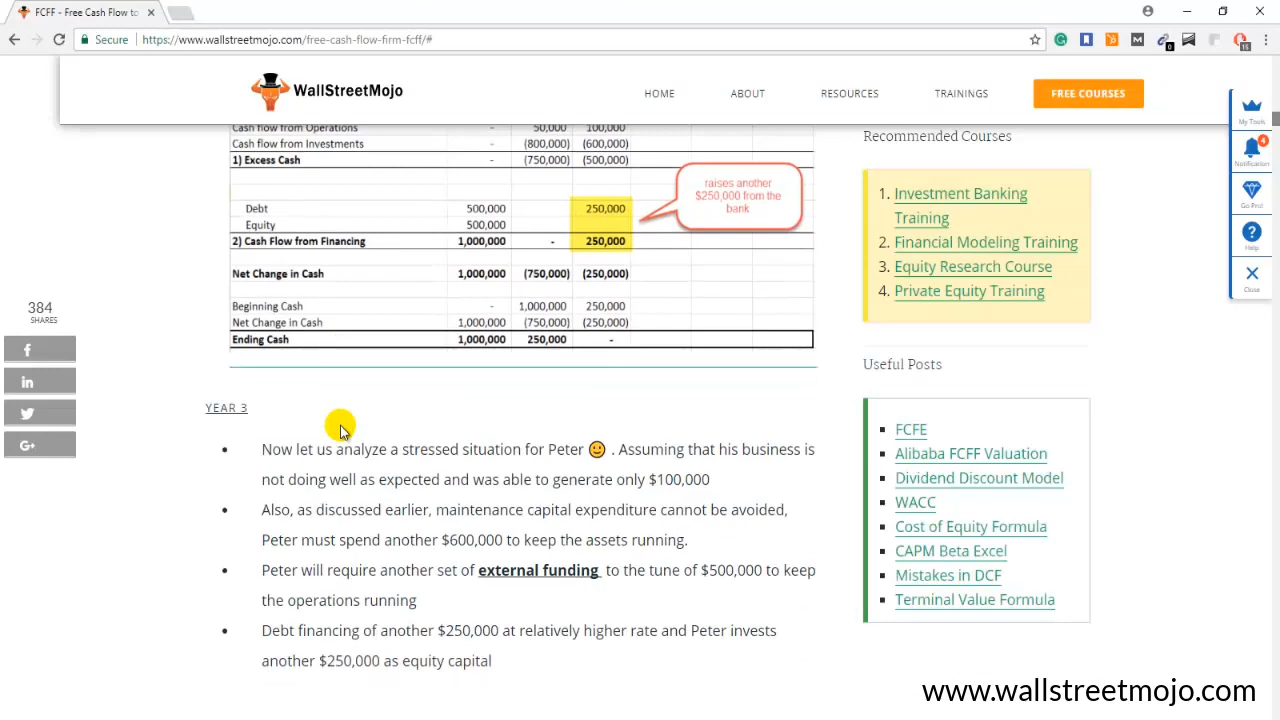 FCFF - Free Cash Flow to
Secure https://www.wallstreetmojo.com/free-cash-flow-firm-fcff/#
0
15
WallStreetMojo
HOME ABOUT RESOURCES TRAININGS FREE COURSES
Cash flow from Operations - 50,000 100,000
Cash flow from Investments - (800,000) (600,000)
1) Excess Cash - (750,000) (500,000)
Debt 500,000 250,000
Equity 500,000
2) Cash Flow from Financing 1,000,000 - 250,000
Net Change in Cash 1,000,000 (750,000) (250,000)
Beginning Cash - 1,000,000 250,000
Net Change in Cash 1,000,000 (750,000) (250,000)
Ending Cash 1,000,000 250,000 -
raises another
$250,000 from the
bank
384
SHARES
YEAR 3
Now let us analyze a stressed situation for Peter 🙂 . Assuming that his business is
not doing well as expected and was able to generate only $100,000
Also, as discussed earlier, maintenance capital expenditure cannot be avoided,
Peter must spend another $600,000 to keep the assets running.
Peter will require another set of external funding to the tune of $500,000 to keep
the operations running
Debt financing of another $250,000 at relatively higher rate and Peter invests
another $250,000 as equity capital
Recommended Courses
1. Investment Banking
Training
2. Financial Modeling Training
3. Equity Research Course
4. Private Equity Training
Useful Posts
FCFE
Alibaba FCFF Valuation
Dividend Discount Model
WACC
Cost of Equity Formula
CAPM Beta Excel
Mistakes in DCF
Terminal Value Formula
My Tools
4
Notification
Go Pro!
Help
Close
www.wallstreetmojo.com